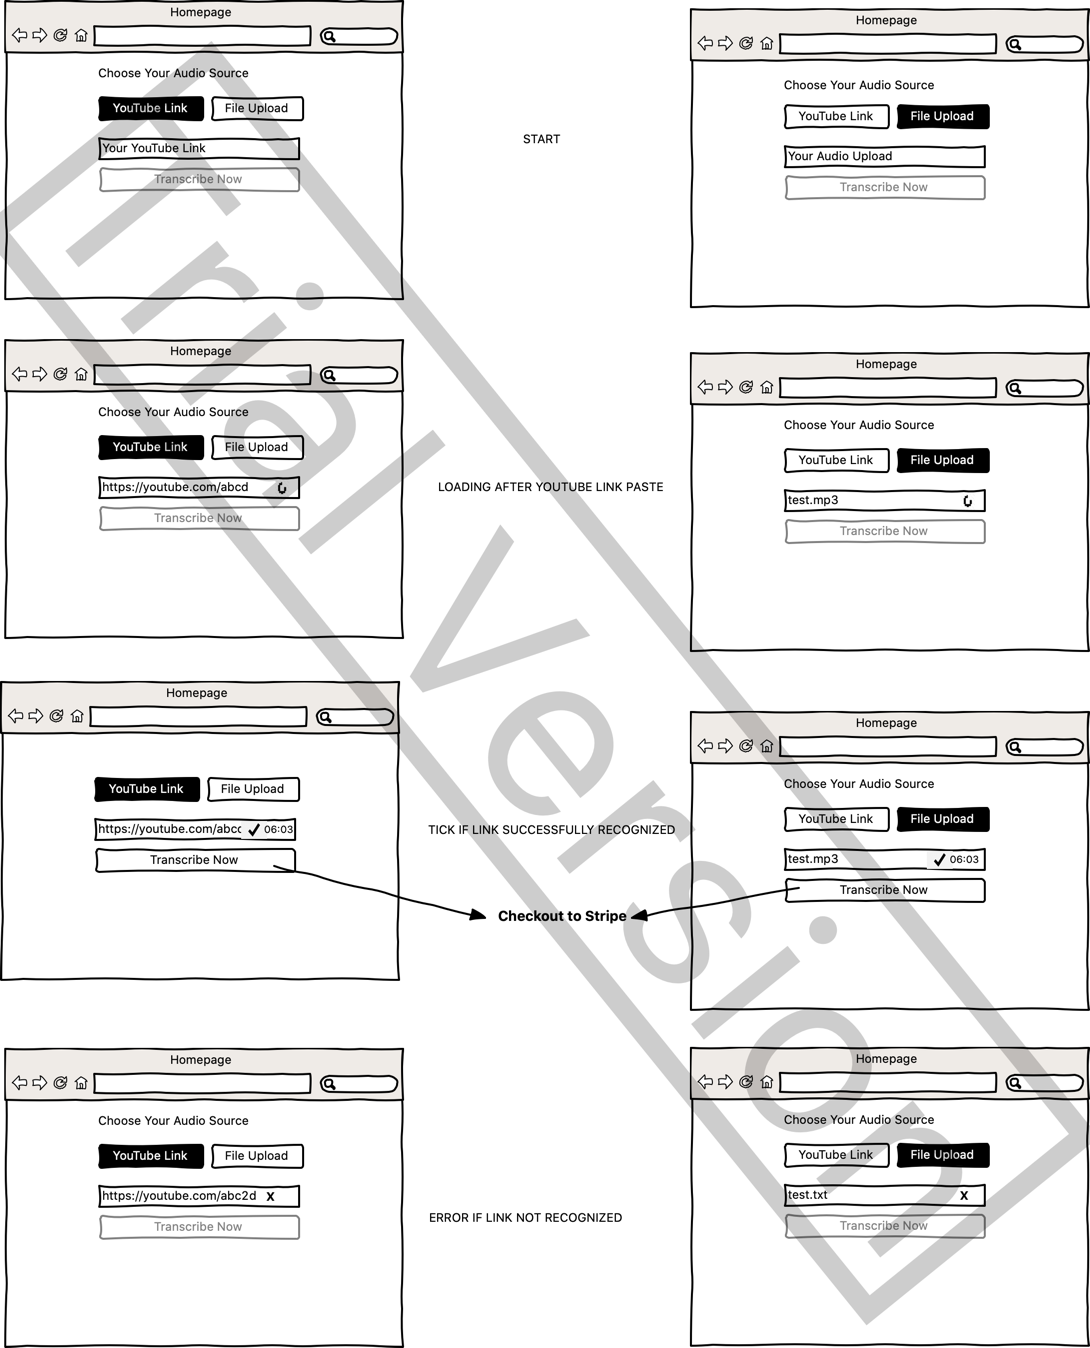 Homepage
Choose Your Audio Source
YouTube Link
File Upload
Your YouTube Link
Transcribe Now
START
Homepage
Choose Your Audio Source
YouTube Link
File Upload
Your Audio Upload
Transcribe Now
Homepage
Choose Your Audio Source
YouTube Link
File Upload
https://youtube.com/abcd
Transcribe Now
LOADING AFTER YOUTUBE LINK PASTE
Homepage
Choose Your Audio Source
YouTube Link
File Upload
test.mp3
Transcribe Now
Homepage
YouTube Link
File Upload
https://youtube.com/abcc 06:03
Transcribe Now
TICK IF LINK SUCCESSFULLY RECOGNIZED
Checkout to Stripe
Homepage
Choose Your Audio Source
YouTube Link
File Upload
test.mp3 06:03
Transcribe Now
Homepage
Choose Your Audio Source
YouTube Link
File Upload
https://youtube.com/abc2d X
Transcribe Now
ERROR IF LINK NOT RECOGNIZED
Homepage
Choose Your Audio Source
YouTube Link
File Upload
test.txt X
Transcribe Now
Trial Version